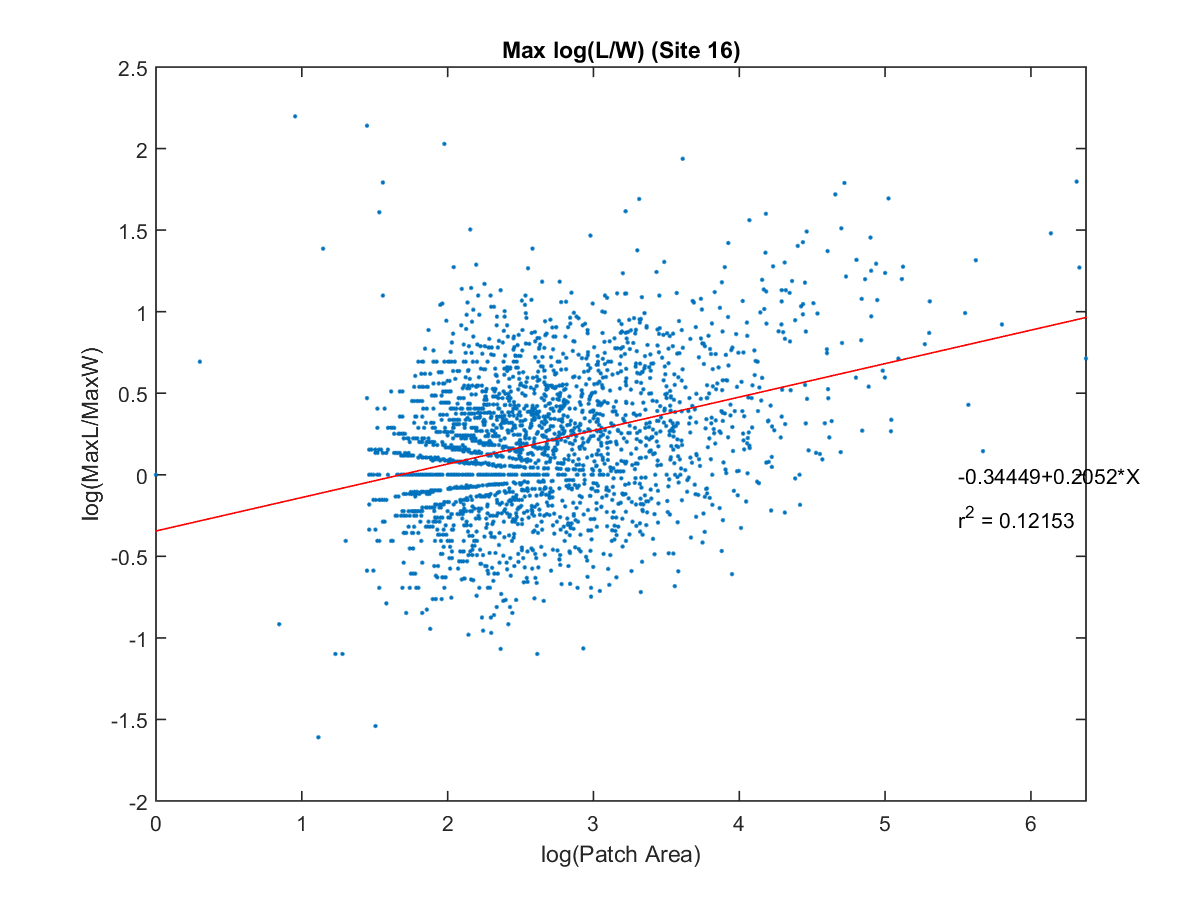 Max log(L/W) (Site 16)
2.5
2
1.5
1
0.5
0
-0.5
-1
-1.5
-2
log(MaxL/MaxW)
-0.34449+0.2052*X
r2 = 0.12153
0 1 2 3 4 5 6
log(Patch Area)